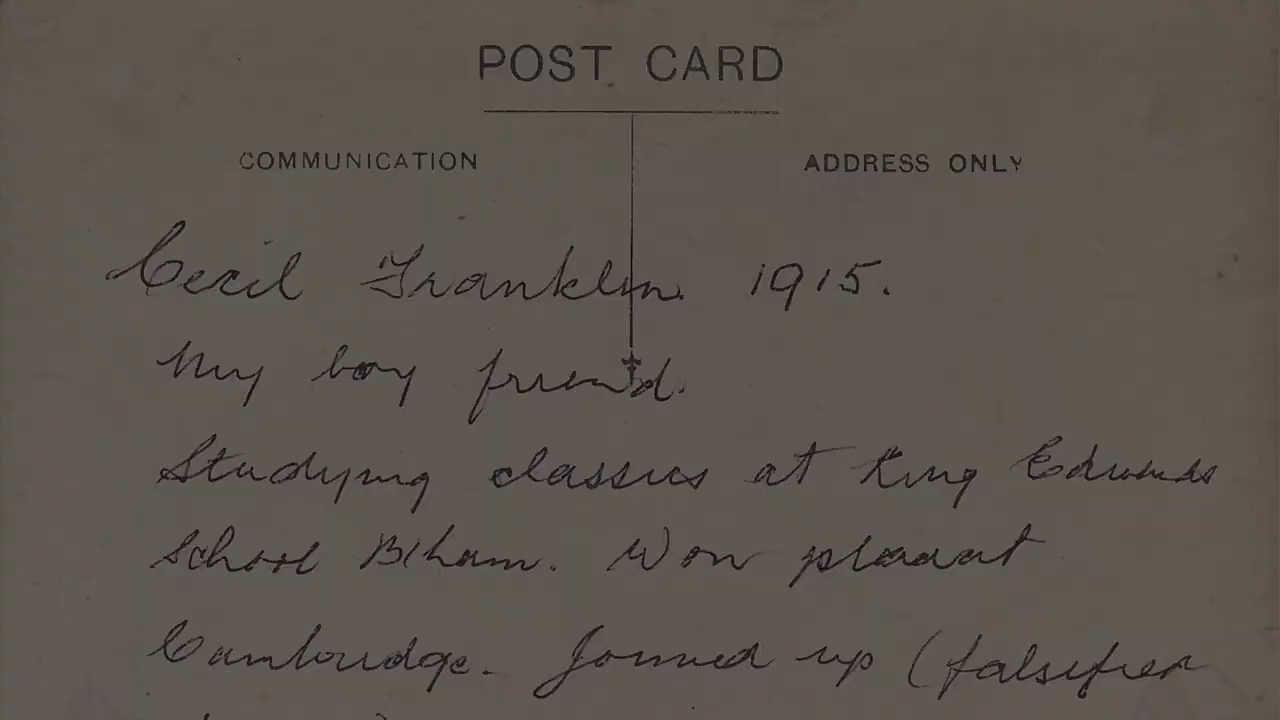 POST CARD
COMMUNICATION ADDRESS ONLY
Cecil Franklin. 1915.
My boy friend.
Studying classics at King Edwards
School B'ham. Won place at
Cambridge. Joined up (falsified